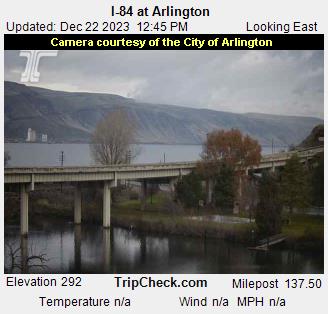 I-84 at Arlington
Updated: Dec 22 2023 12:45 PM Looking East
Camera courtesy of the City of Arlington
Elevation 292 TripCheck.com Milepost 137.50
Temperature n/a Wind n/a MPH n/a